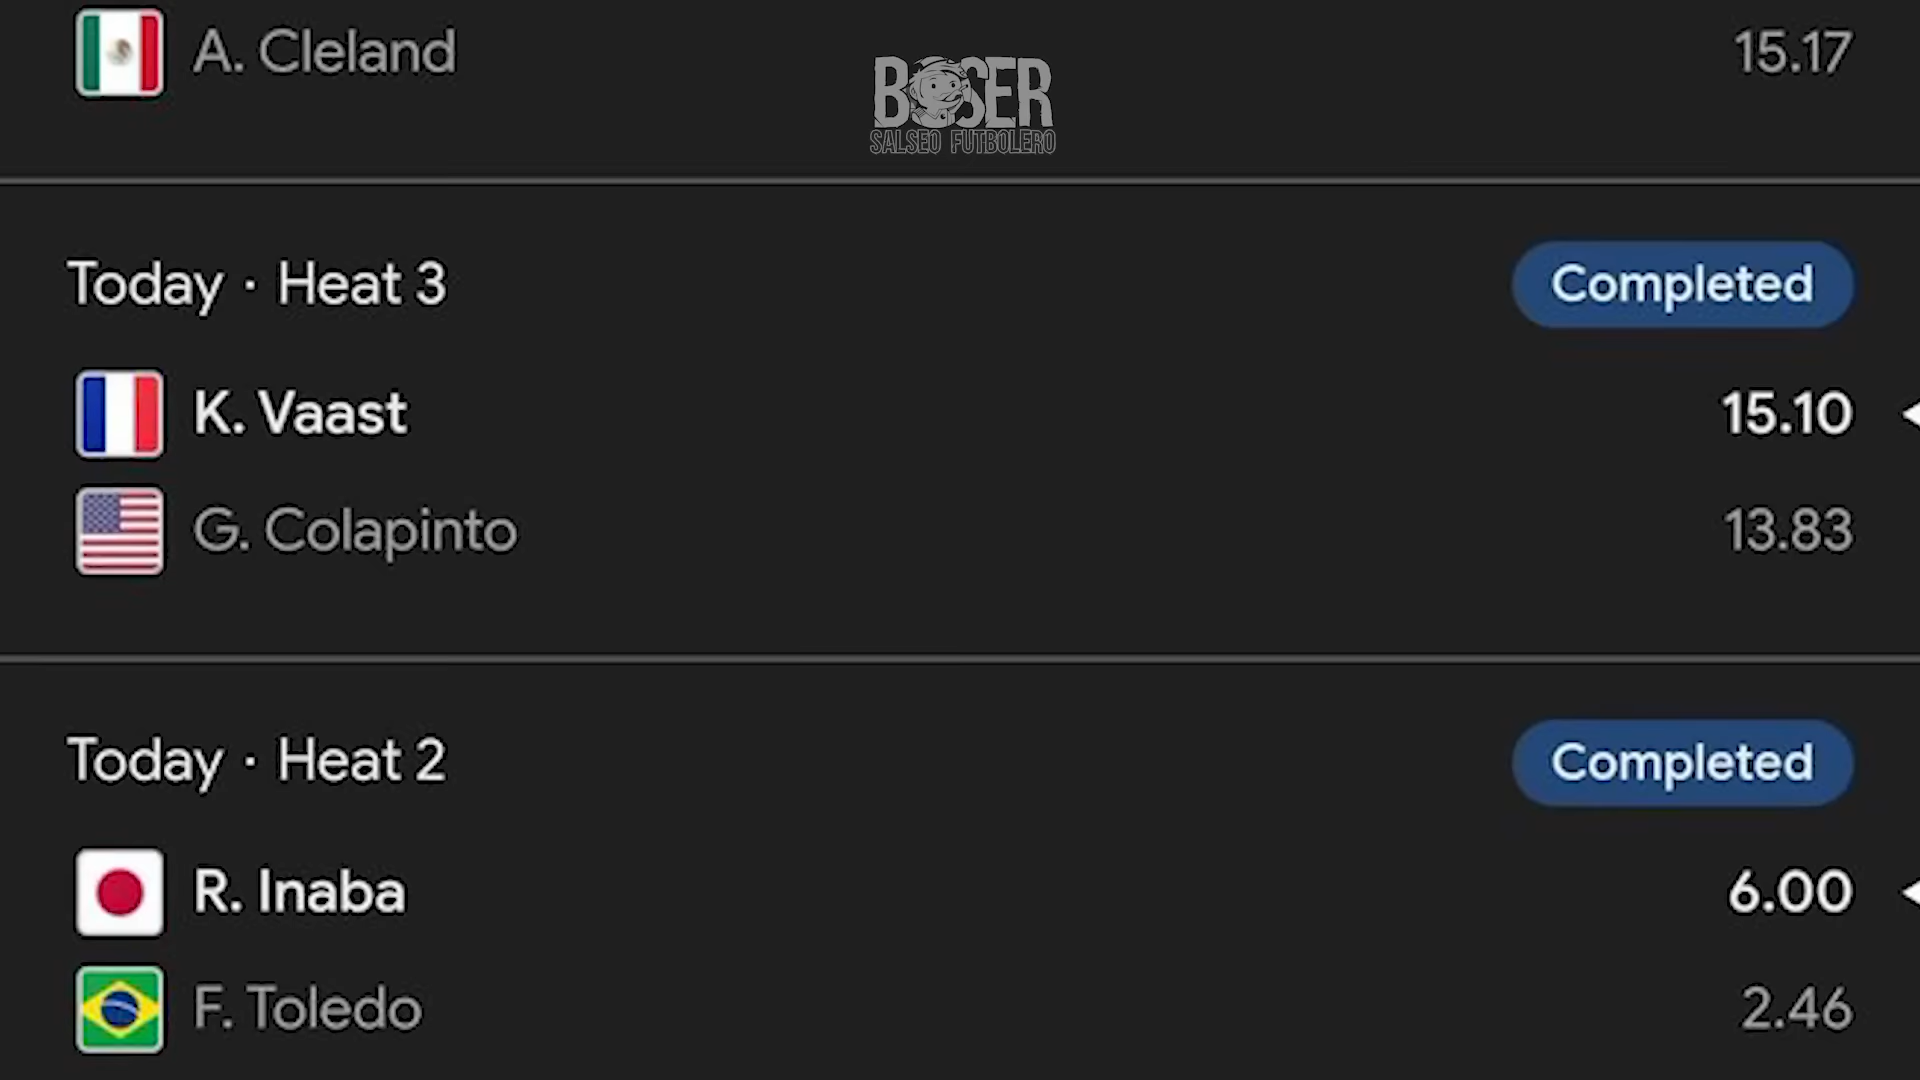 A. Cleland 15.17
BOSER
SALSEO FUTBOLERO
Today · Heat 3 Completed
K. Vaast 15.10
G. Colapinto 13.83
Today · Heat 2 Completed
R. Inaba 6.00
F. Toledo 2.46